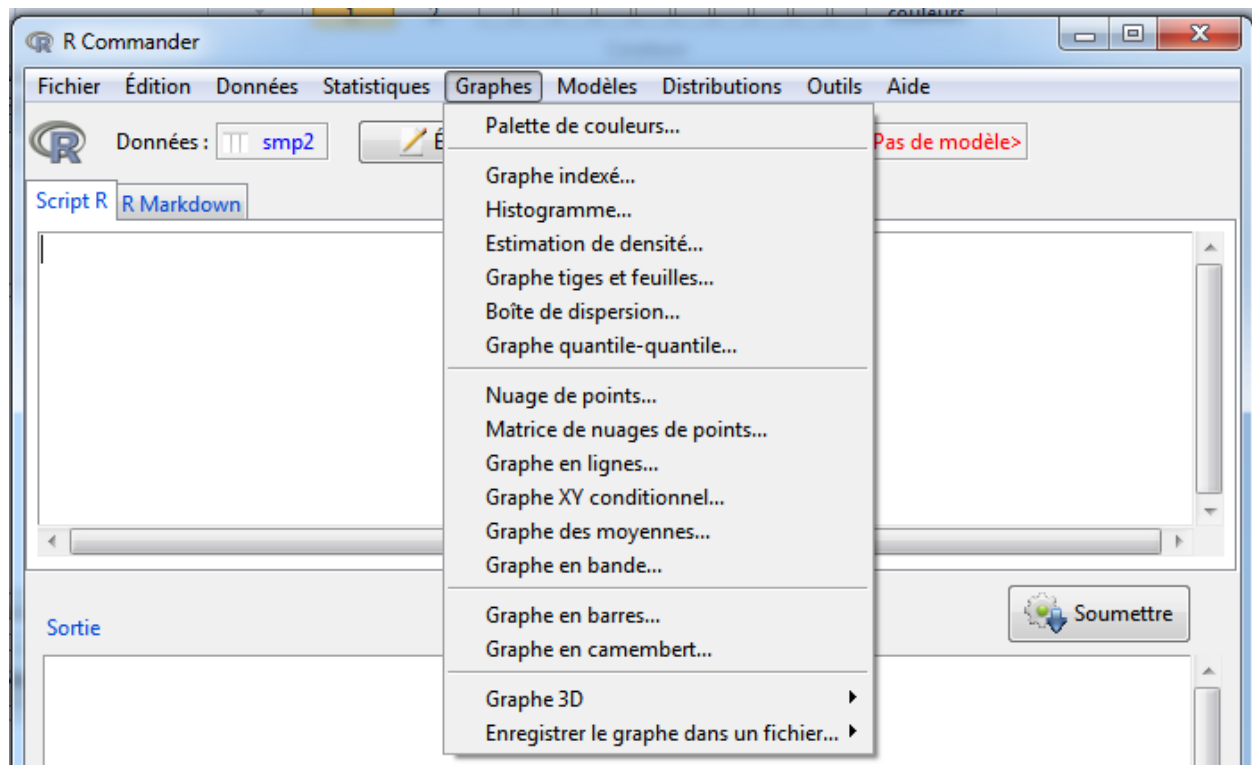 1 2 couleurs
R Commander
Fichier Édition Données Statistiques Graphes Modèles Distributions Outils Aide
Données : smp2 Pas de modèle>
Script R R Markdown
Palette de couleurs...
Graphe indexé...
Histogramme...
Estimation de densité...
Graphe tiges et feuilles...
Boîte de dispersion...
Graphe quantile-quantile...
Nuage de points...
Matrice de nuages de points...
Graphe en lignes...
Graphe XY conditionnel...
Graphe des moyennes...
Graphe en bande...
Graphe en barres...
Graphe en camembert...
Graphe 3D
Enregistrer le graphe dans un fichier...
Sortie
Soumettre